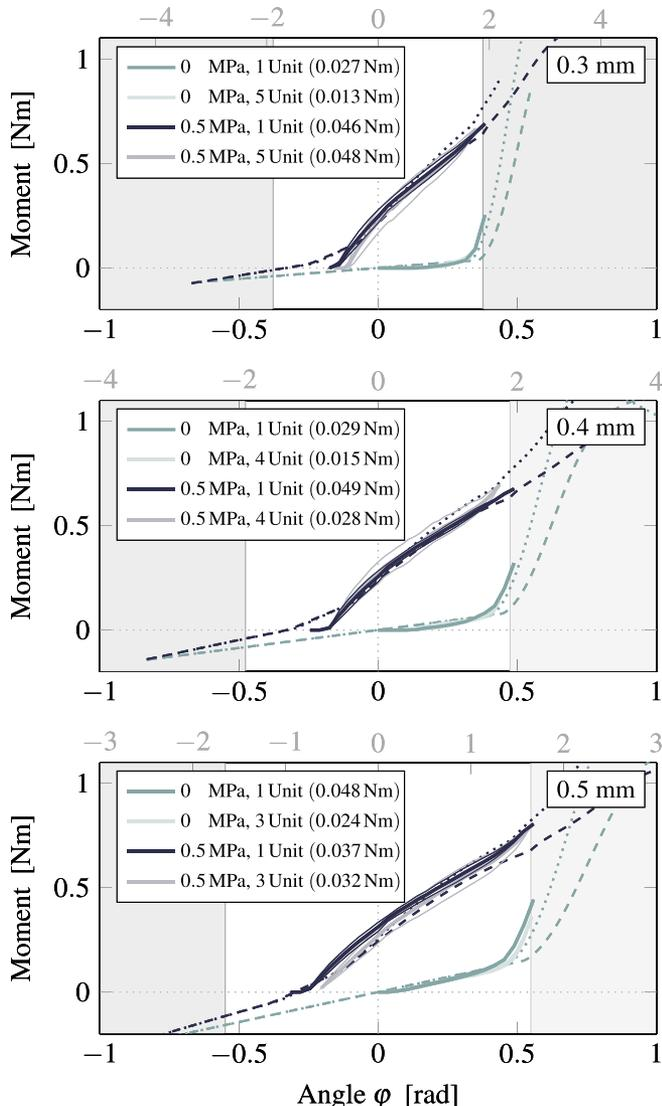 −4 −2 0 2 4
1
0 MPa, 1 Unit (0.027 Nm)
0.3 mm
0 MPa, 5 Unit (0.013 Nm)
0.5 MPa, 1 Unit (0.046 Nm)
0.5
0.5 MPa, 5 Unit (0.048 Nm)
Moment [Nm]
0
−1 −0.5 0 0.5 1
−4 −2 0 2 4
1
0 MPa, 1 Unit (0.029 Nm)
0.4 mm
0 MPa, 4 Unit (0.015 Nm)
0.5 MPa, 1 Unit (0.049 Nm)
0.5
0.5 MPa, 4 Unit (0.028 Nm)
Moment [Nm]
0
−1 −0.5 0 0.5 1
−3 −2 −1 0 1 2 3
1
0 MPa, 1 Unit (0.048 Nm)
0.5 mm
0 MPa, 3 Unit (0.024 Nm)
0.5 MPa, 1 Unit (0.037 Nm)
0.5
0.5 MPa, 3 Unit (0.032 Nm)
Moment [Nm]
0
−1 −0.5 0 0.5 1
Angle φ [rad]